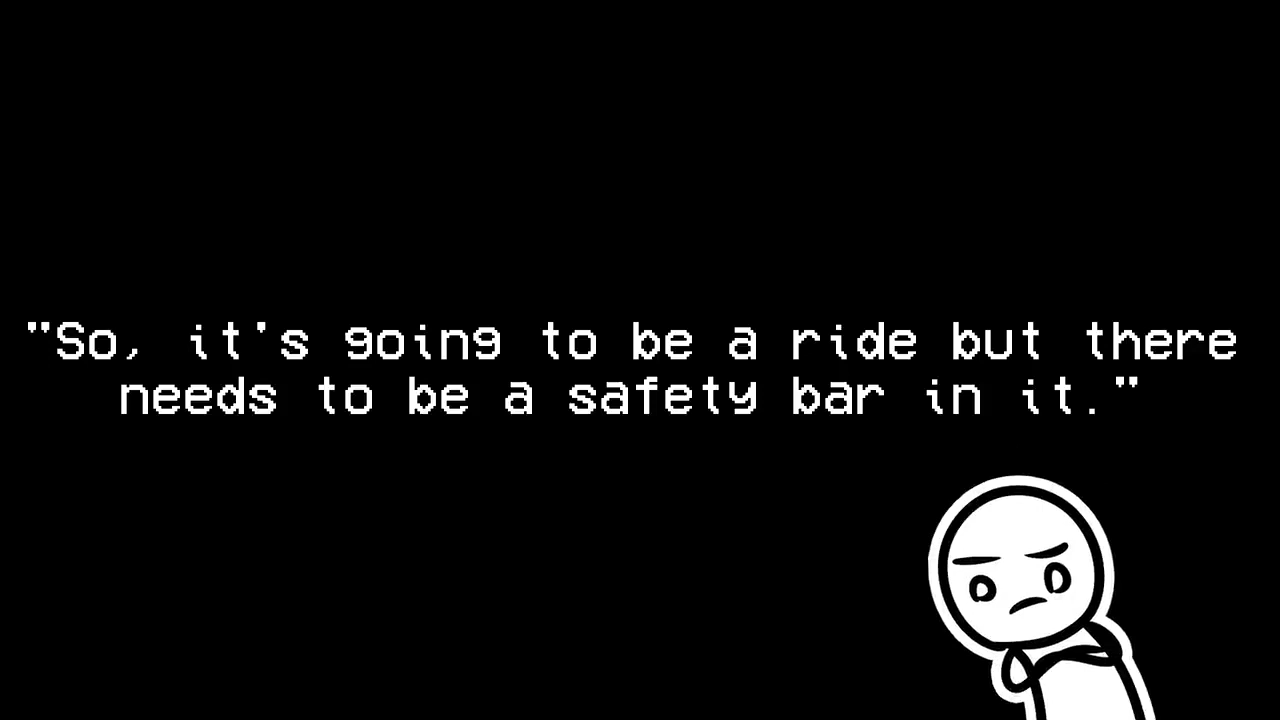 "So, it's going to be a ride but there
needs to be a safety bar in it."